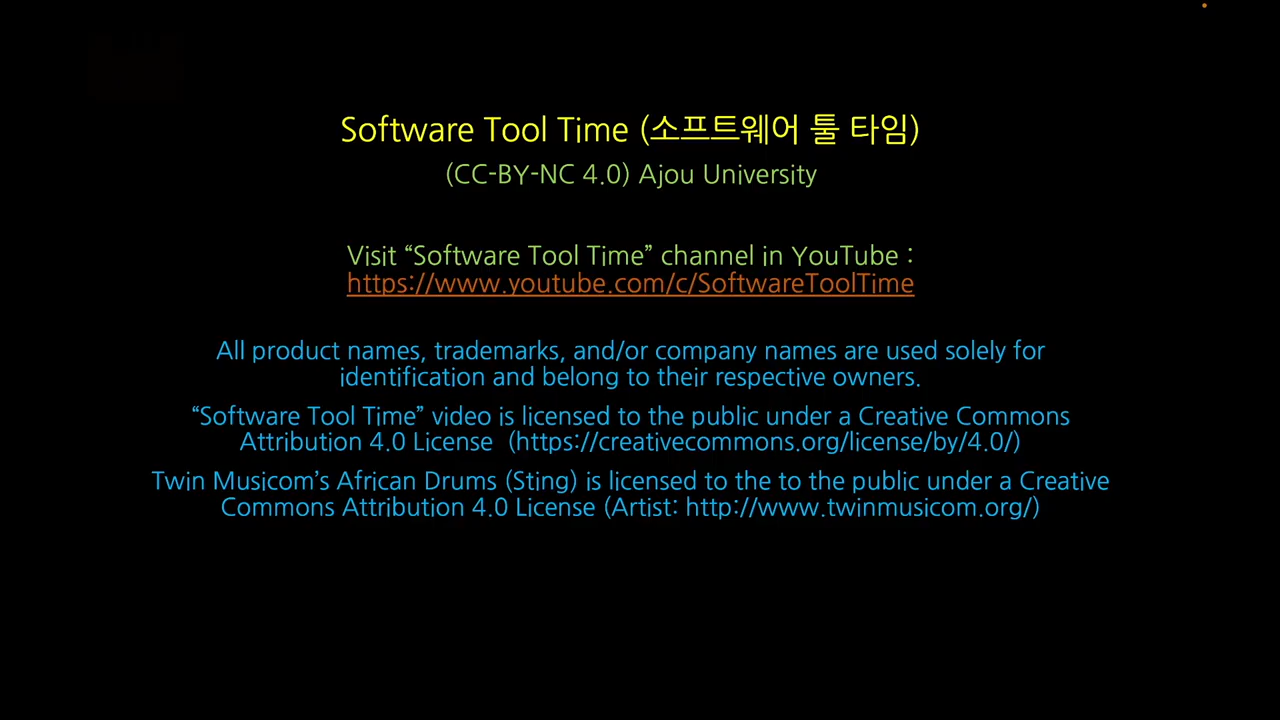 Software Tool Time (소프트웨어 툴 타임)
(CC-BY-NC 4.0) Ajou University
Visit “Software Tool Time” channel in YouTube :
https://www.youtube.com/c/SoftwareToolTime
All product names, trademarks, and/or company names are used solely for
identification and belong to their respective owners.
“Software Tool Time” video is licensed to the public under a Creative Commons
Attribution 4.0 License (https://creativecommons.org/license/by/4.0/)
Twin Musicom’s African Drums (Sting) is licensed to the to the public under a Creative
Commons Attribution 4.0 License (Artist: http://www.twinmusicom.org/)